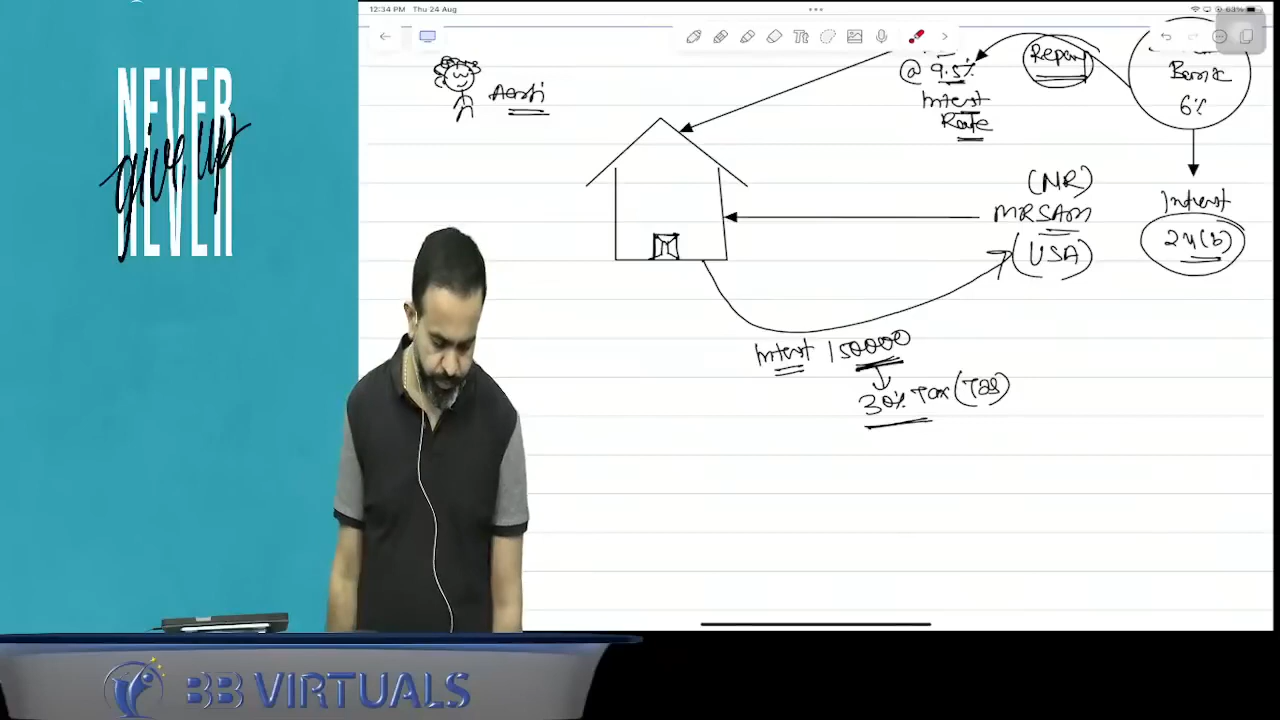 12:34 PM Thu 24 Aug
63%
NEVER
give up
NEVER
Aarti
@ 9.5%
Interest
Rate
Repay
Bank
6%
(NR)
MR SAM
(USA)
Interest
24(b)
Interest 150000
30% Tax (TDS)
BB VIRTUALS